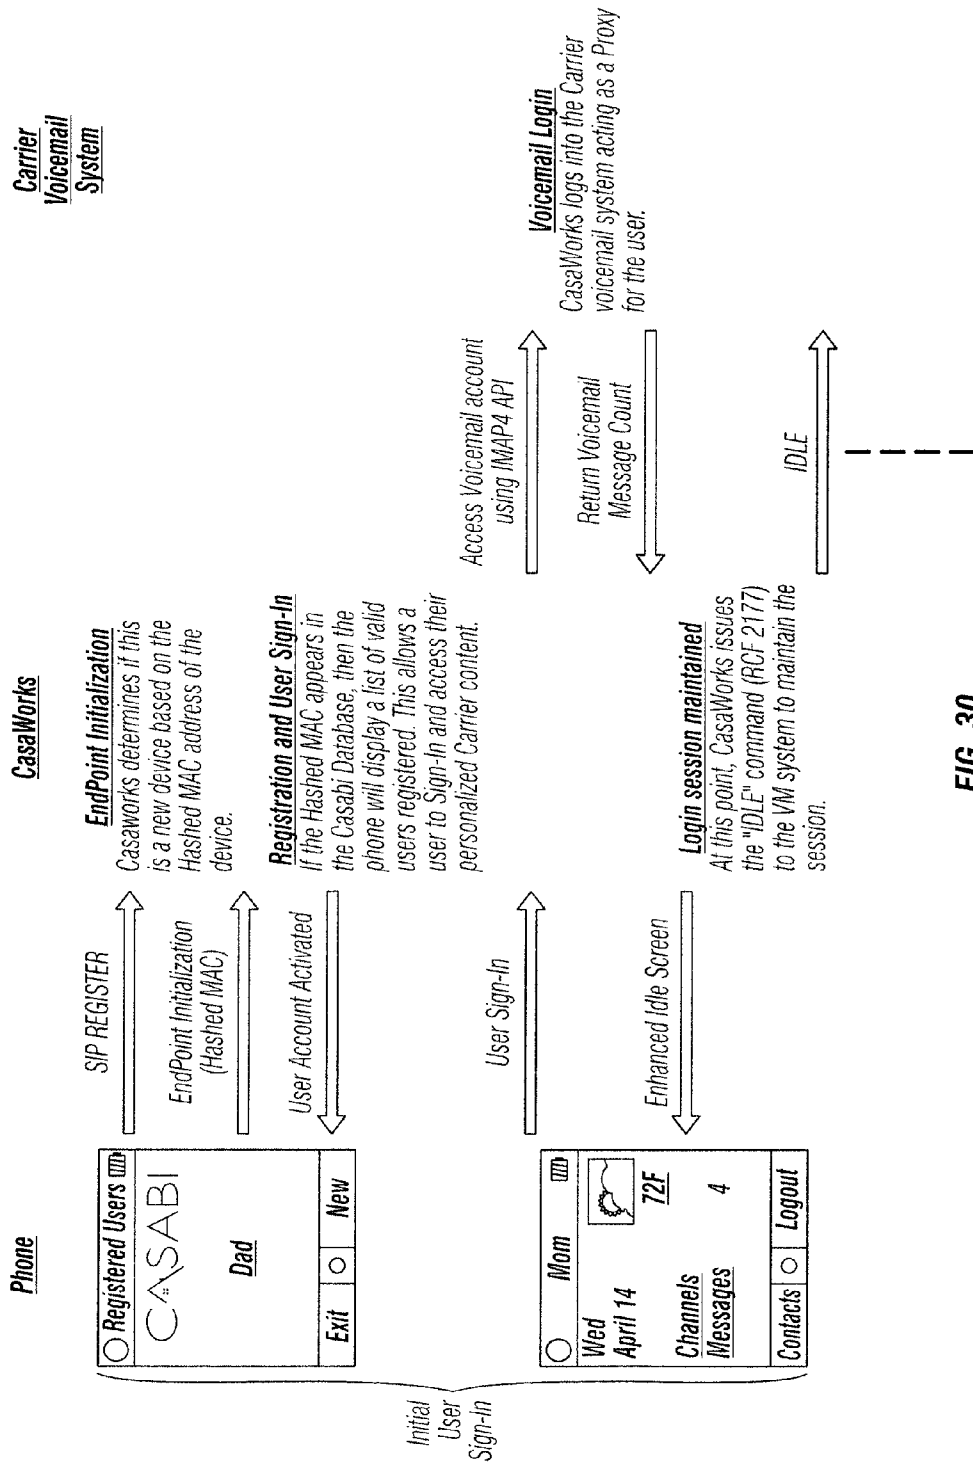 Phone
CasaWorks
Carrier
Voicemail
System
Registered Users
CASABI
Dad
Exit
New
SIP REGISTER
EndPoint Initialization
(Hashed MAC)
User Account Activated
EndPoint Initialization
Casaworks determines if this
is a new device based on the
Hashed MAC address of the
device.
Registration and User Sign-In
If the Hashed MAC appears in
the Casabi Database, then the
phone will display a list of valid
users registered. This allows a
user to Sign-In and access their
personalized Carrier content.
Initial
User
Sign-In
User Sign-In
Access Voicemail account
using IMAP4 API
Voicemail Login
CasaWorks logs into the Carrier
voicemail system acting as a Proxy
for the user.
Return Voicemail
Message Count
Mom
Wed
April 14
72F
Channels
Messages
4
Contacts
Logout
Enhanced Idle Screen
Login session maintained
At this point, CasaWorks issues
the "IDLE" command (RCF 2177)
to the VM system to maintain the
session.
IDLE
FIG. 30